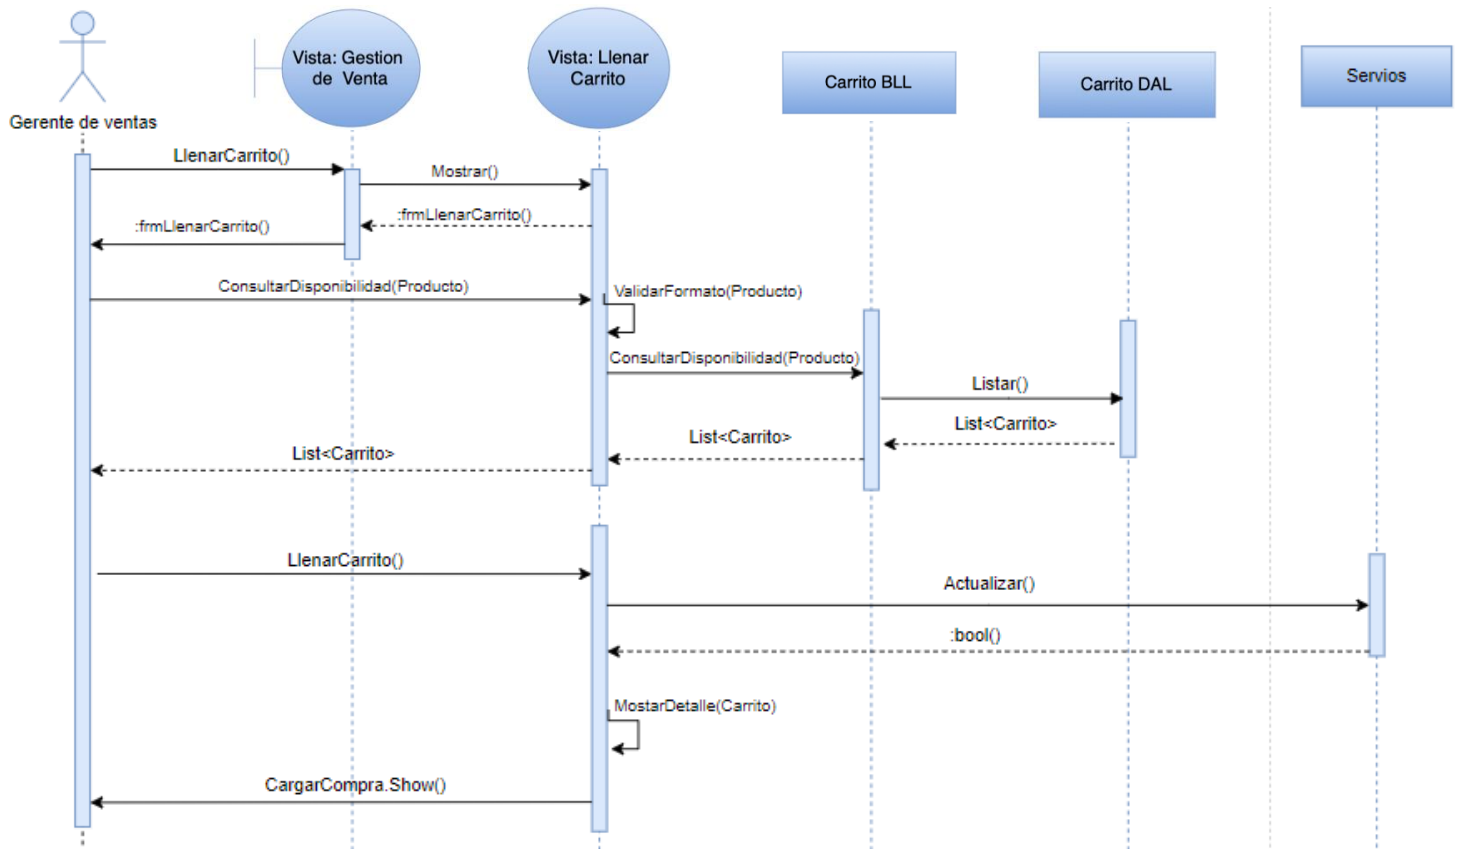 Gerente de ventas
Vista: Gestion
de Venta
Vista: Llenar
Carrito
Carrito BLL
Carrito DAL
Servios
LlenarCarrito()
Mostrar()
:frmLlenarCarrito()
:frmLlenarCarrito()
ConsultarDisponibilidad(Producto)
ValidarFormato(Producto)
ConsultarDisponibilidad(Producto)
Listar()
List<Carrito>
List<Carrito>
List<Carrito>
LlenarCarrito()
Actualizar()
:bool()
MostarDetalle(Carrito)
CargarCompra.Show()